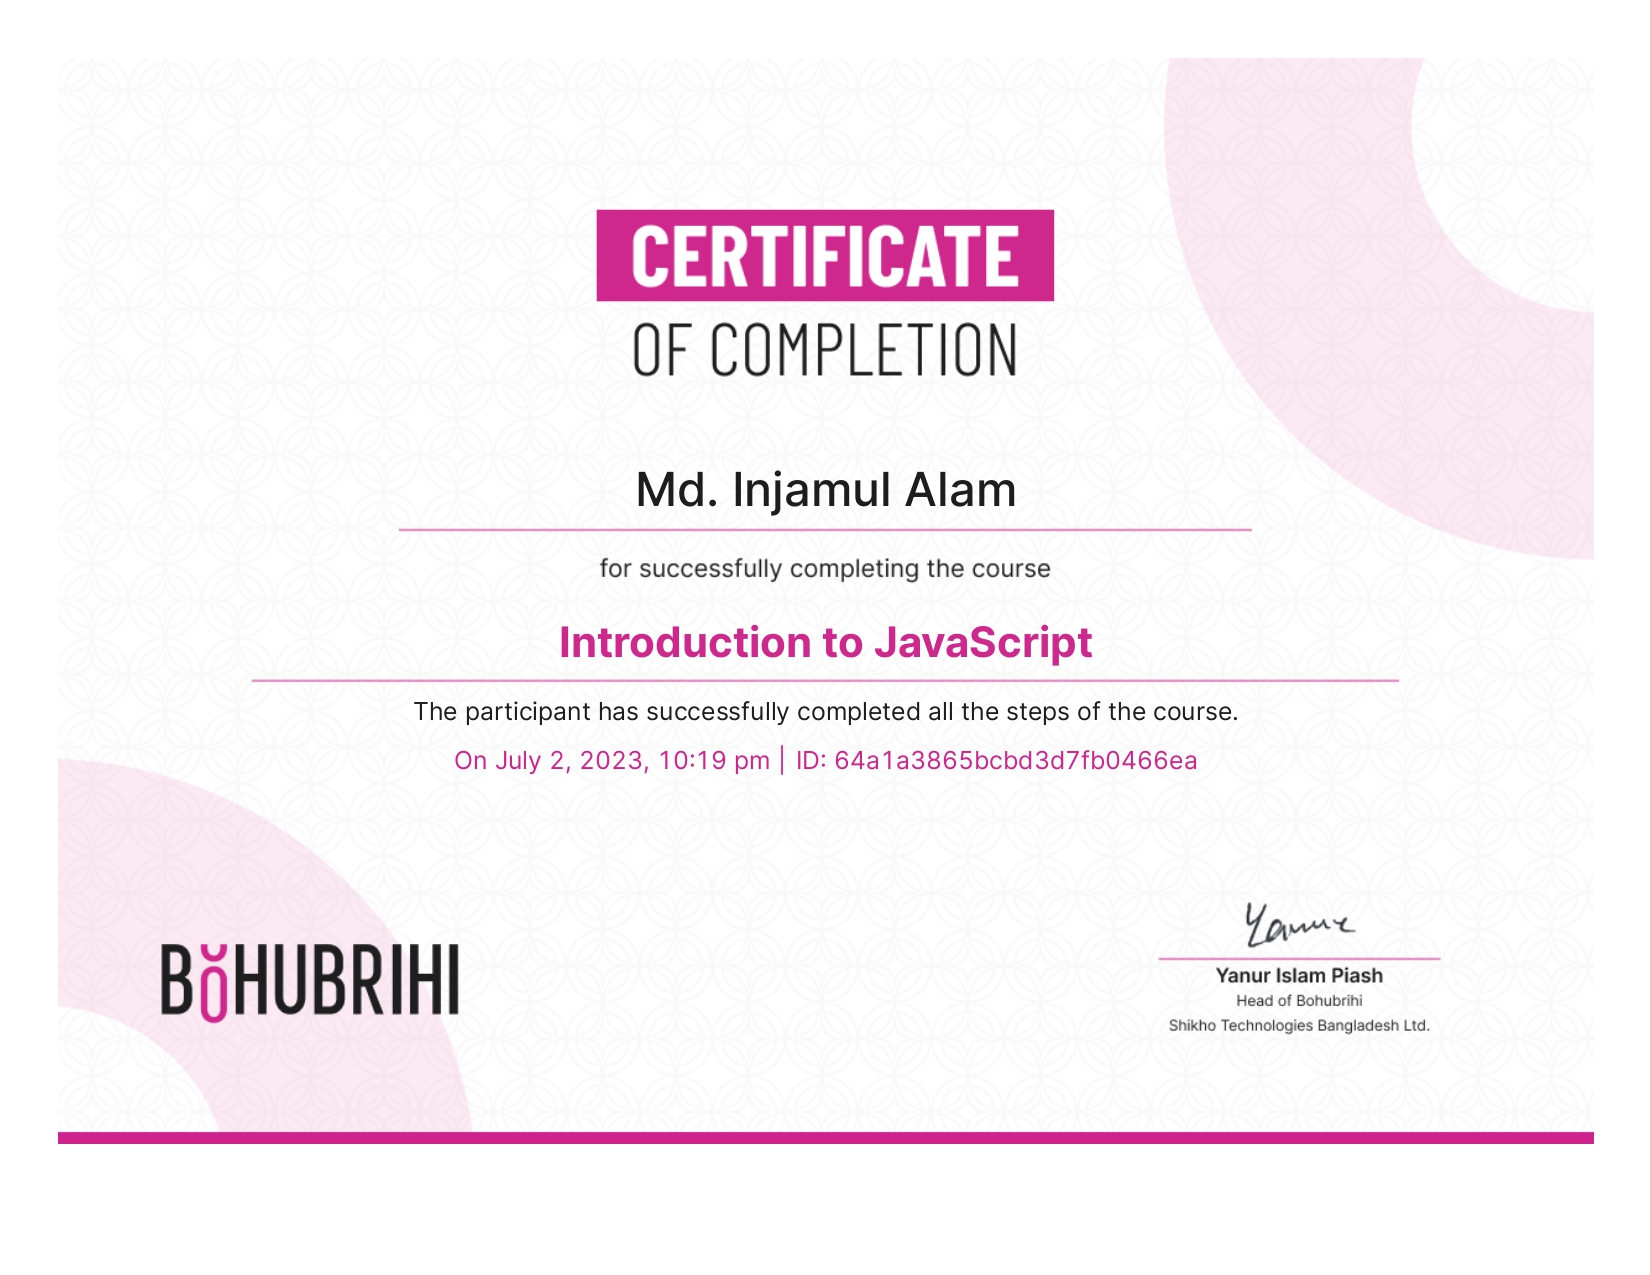 CERTIFICATE
OF COMPLETION
Md. Injamul Alam
for successfully completing the course
Introduction to JavaScript
The participant has successfully completed all the steps of the course.
On July 2, 2023, 10:19 pm | ID: 64a1a3865bcbd3d7fb0466ea
BŏHUBRIHI
Yanur
Yanur Islam Piash
Head of Bohubrihi
Shikho Technologies Bangladesh Ltd.